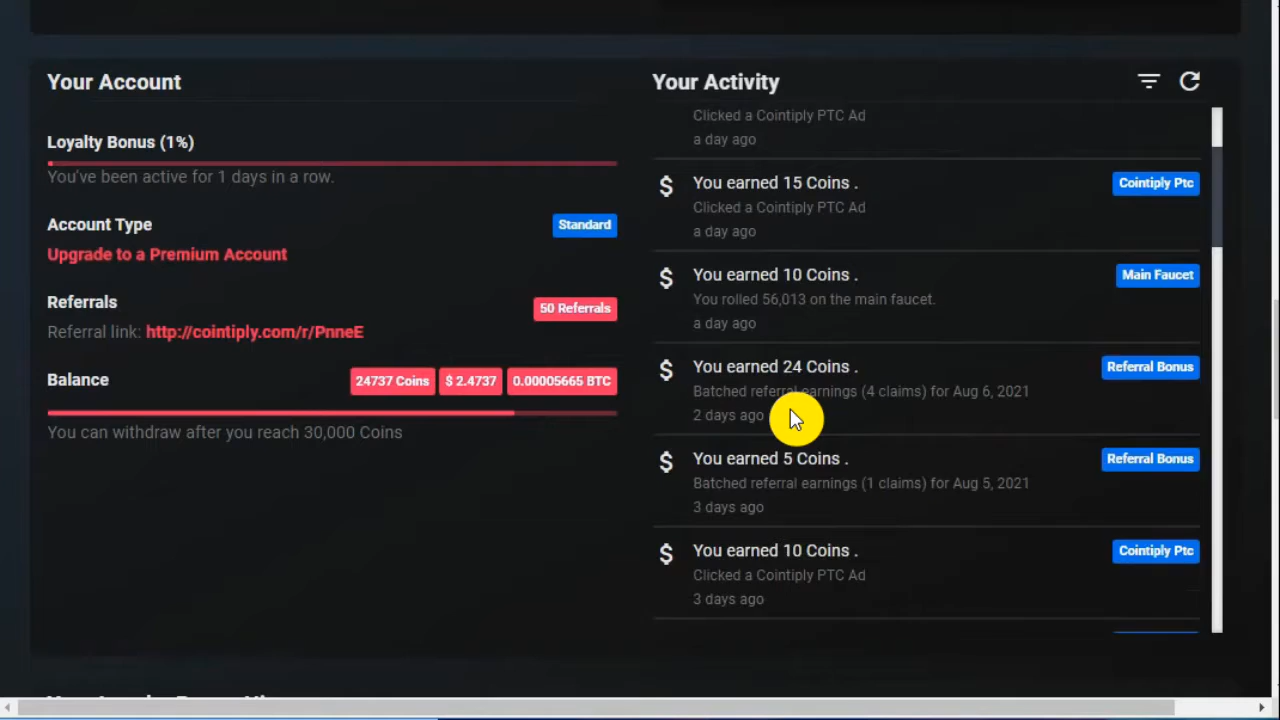 Your Account
Loyalty Bonus (1%)
You've been active for 1 days in a row.
Account Type
Standard
Upgrade to a Premium Account
Referrals
50 Referrals
Referral link: http://cointiply.com/r/PnneE
Balance
24737 Coins
$ 2.4737
0.00005665 BTC
You can withdraw after you reach 30,000 Coins
Your Activity
Clicked a Cointiply PTC Ad
a day ago
$ You earned 15 Coins .
Cointiply Ptc
Clicked a Cointiply PTC Ad
a day ago
$ You earned 10 Coins .
Main Faucet
You rolled 56,013 on the main faucet.
a day ago
$ You earned 24 Coins .
Referral Bonus
Batched referral earnings (4 claims) for Aug 6, 2021
2 days ago
$ You earned 5 Coins .
Referral Bonus
Batched referral earnings (1 claims) for Aug 5, 2021
3 days ago
$ You earned 10 Coins .
Cointiply Ptc
Clicked a Cointiply PTC Ad
3 days ago